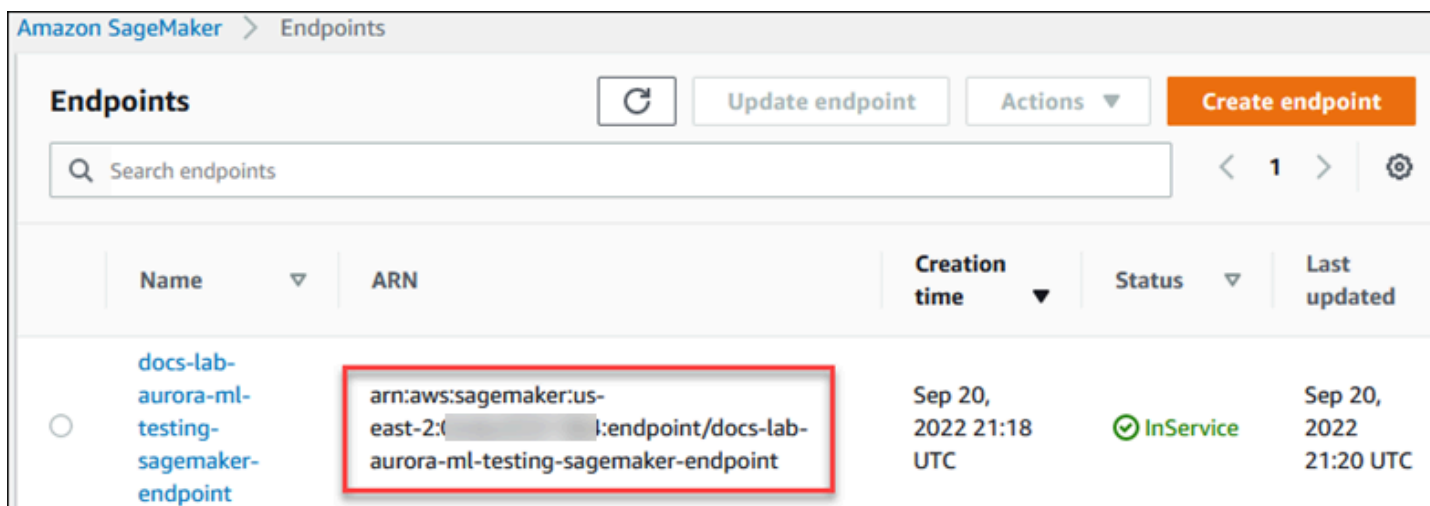 Amazon SageMaker > Endpoints
Endpoints
Update endpoint
Actions
Create endpoint
Search endpoints
1
Name
ARN
Creation time
Status
Last updated
docs-lab-
aurora-ml-
testing-
sagemaker-
endpoint
arn:aws:sagemaker:us-
east-2: :endpoint/docs-lab-
aurora-ml-testing-sagemaker-endpoint
Sep 20,
2022 21:18
UTC
InService
Sep 20,
2022
21:20 UTC